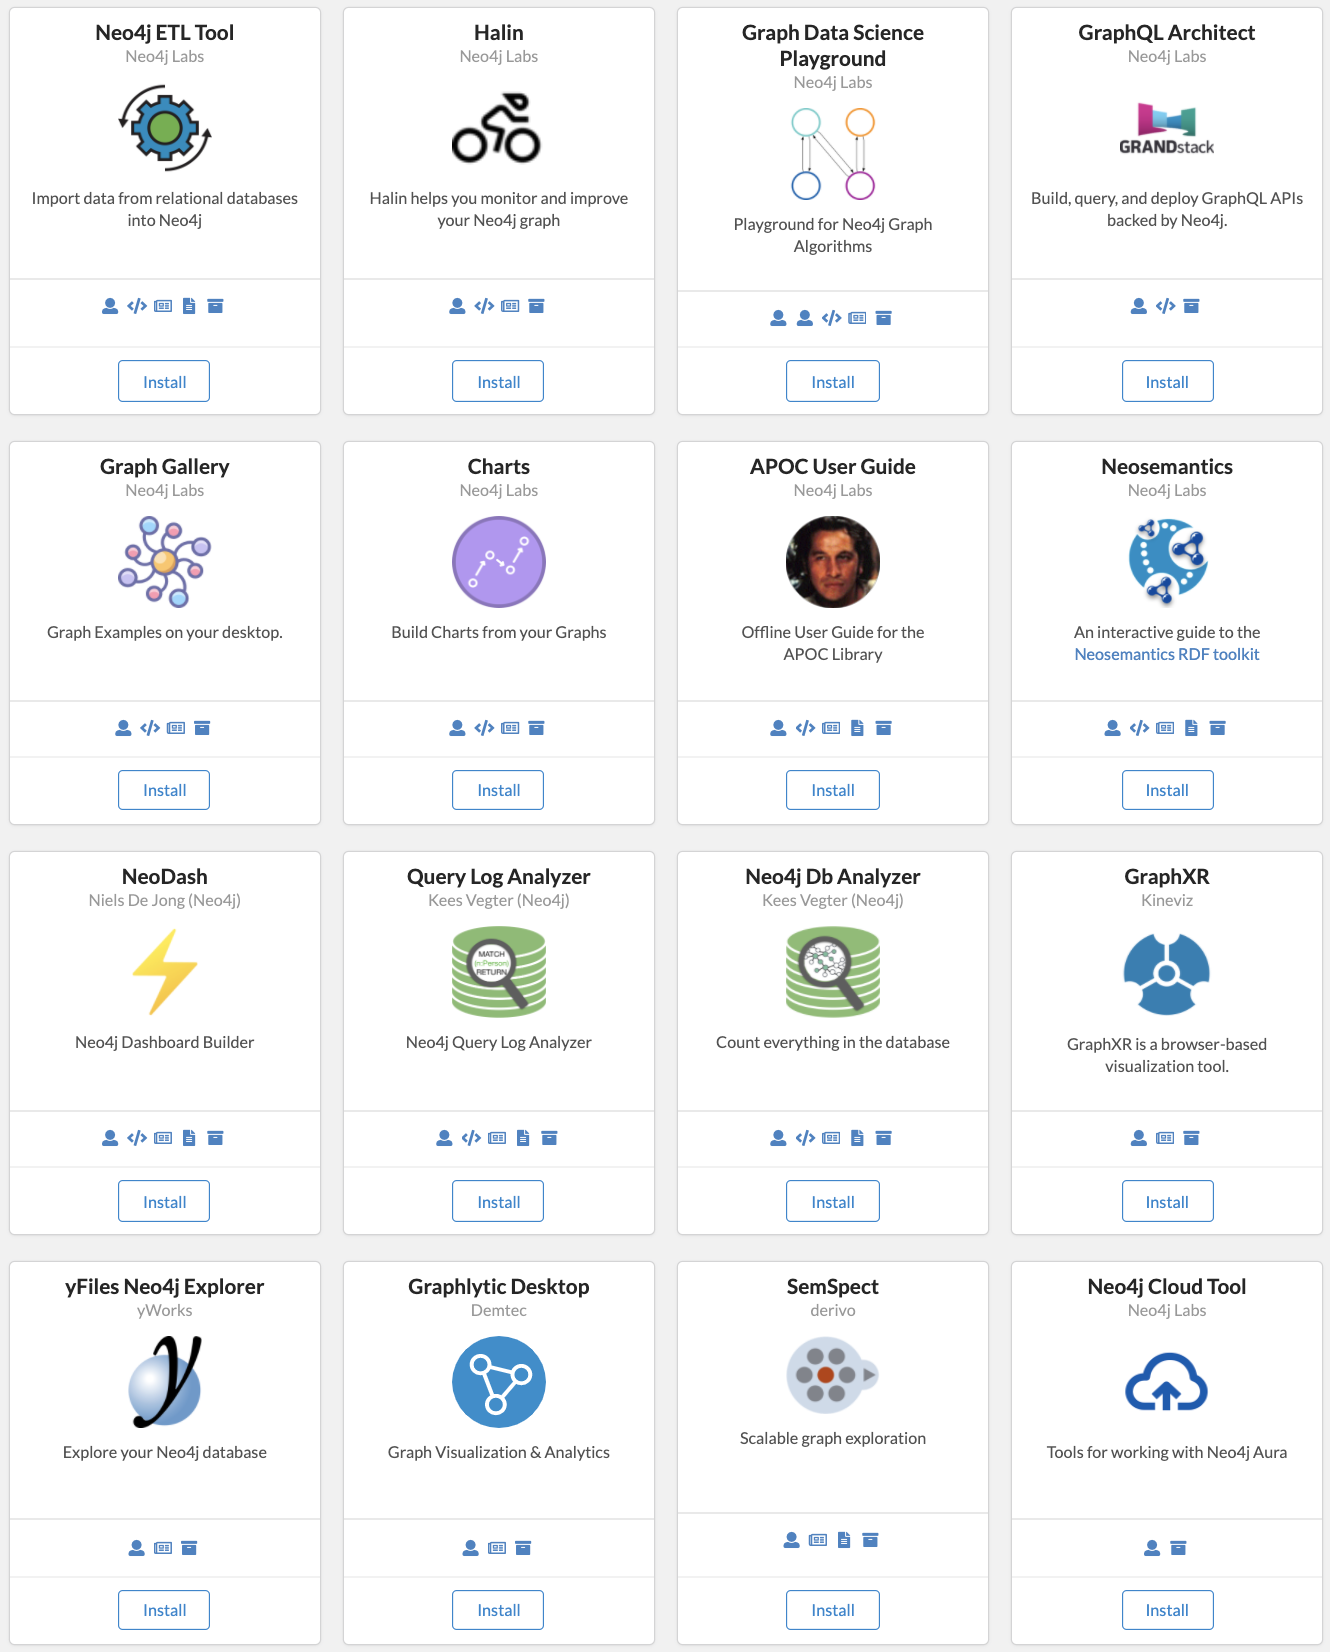 Neo4j ETL Tool
Neo4j Labs
Import data from relational databases
into Neo4j
Install
Halin
Neo4j Labs
Halin helps you monitor and improve
your Neo4j graph
Install
Graph Data Science
Playground
Neo4j Labs
Playground for Neo4j Graph
Algorithms
Install
GraphQL Architect
Neo4j Labs
GRANDstack
Build, query, and deploy GraphQL APIs
backed by Neo4j.
Install
Graph Gallery
Neo4j Labs
Graph Examples on your desktop.
Install
Charts
Neo4j Labs
Build Charts from your Graphs
Install
APOC User Guide
Neo4j Labs
Offline User Guide for the
APOC Library
Install
Neosemantics
Neo4j Labs
An interactive guide to the
Neosemantics RDF toolkit
Install
NeoDash
Niels De Jong (Neo4j)
Neo4j Dashboard Builder
Install
Query Log Analyzer
Kees Vegter (Neo4j)
MATCH
(n:Person)
RETURN
Neo4j Query Log Analyzer
Install
Neo4j Db Analyzer
Kees Vegter (Neo4j)
Count everything in the database
Install
GraphXR
Kineviz
GraphXR is a browser-based
visualization tool.
Install
yFiles Neo4j Explorer
yWorks
y
Explore your Neo4j database
Install
Graphlytic Desktop
Demtec
Graph Visualization & Analytics
Install
SemSpect
derivo
Scalable graph exploration
Install
Neo4j Cloud Tool
Neo4j Labs
Tools for working with Neo4j Aura
Install